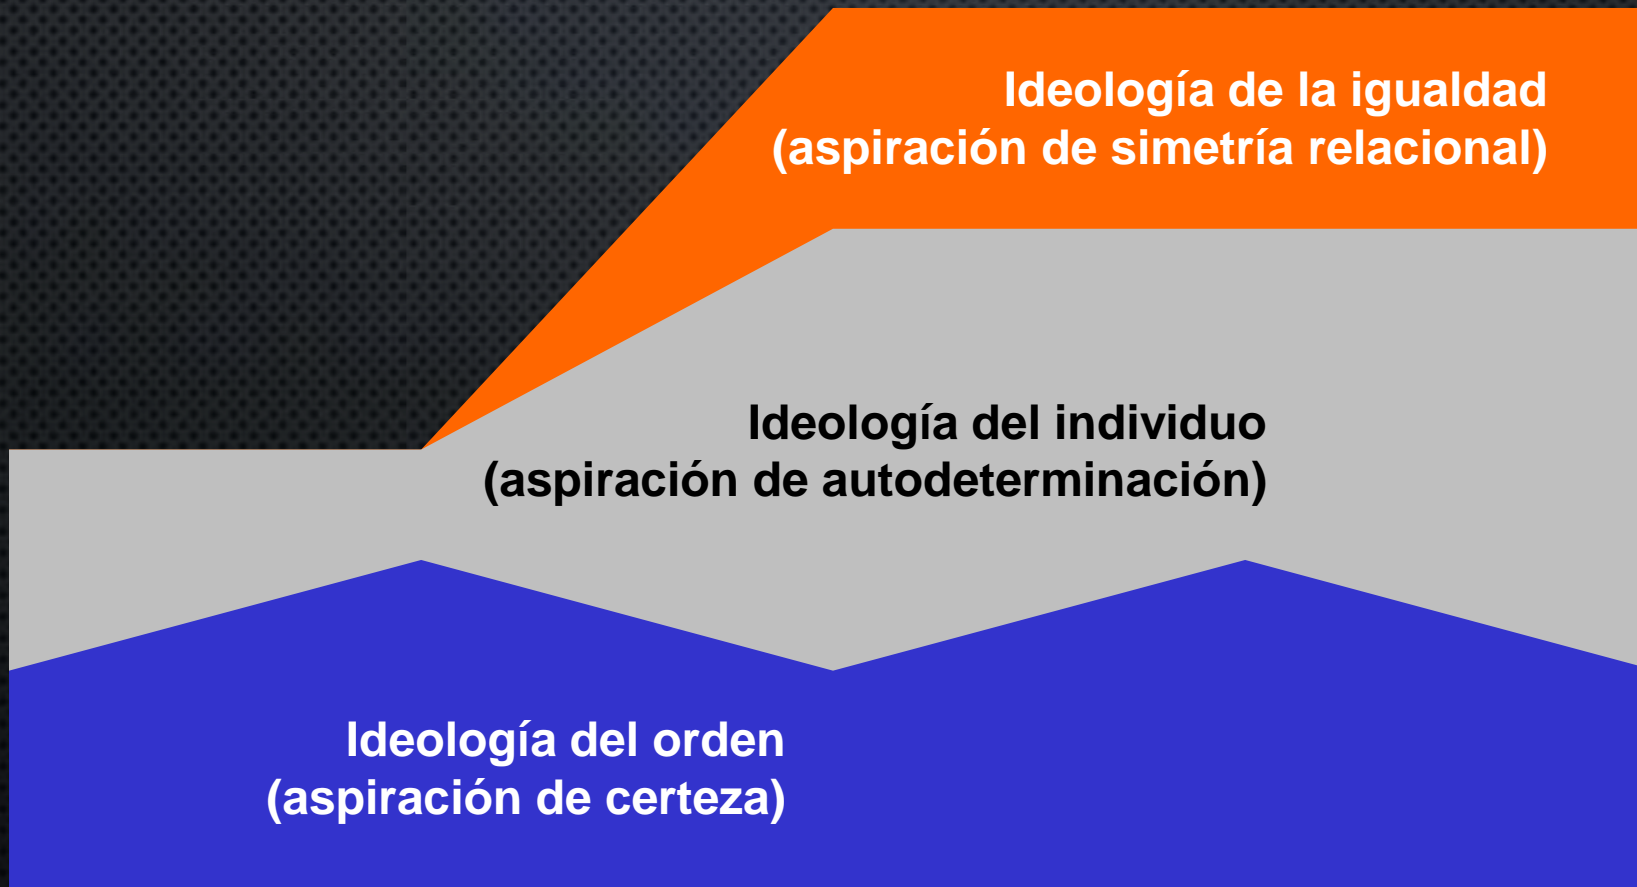 Ideología de la igualdad
(aspiración de simetría relacional)
Ideología del individuo
(aspiración de autodeterminación)
Ideología del orden
(aspiración de certeza)